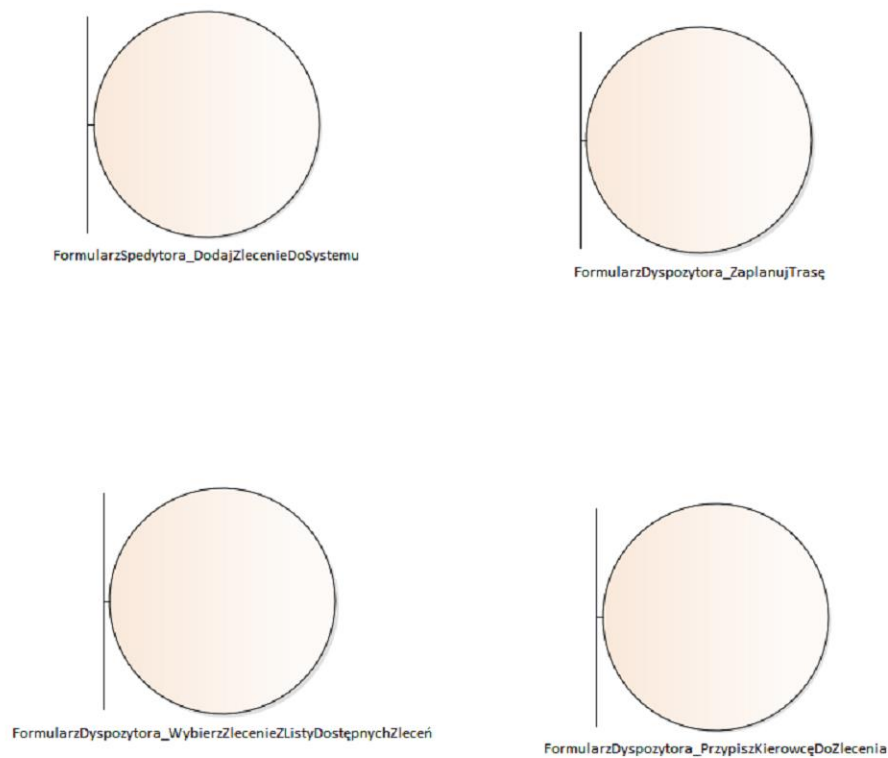 FormularzSpedytora_DodajZlecenieDoSystemu
FormularzDyspozytora_ZaplanujTrasę
FormularzDyspozytora_WybierzZlecenieZListyDostępnychZleceń
FormularzDyspozytora_PrzypiszKierowcęDoZlecenia